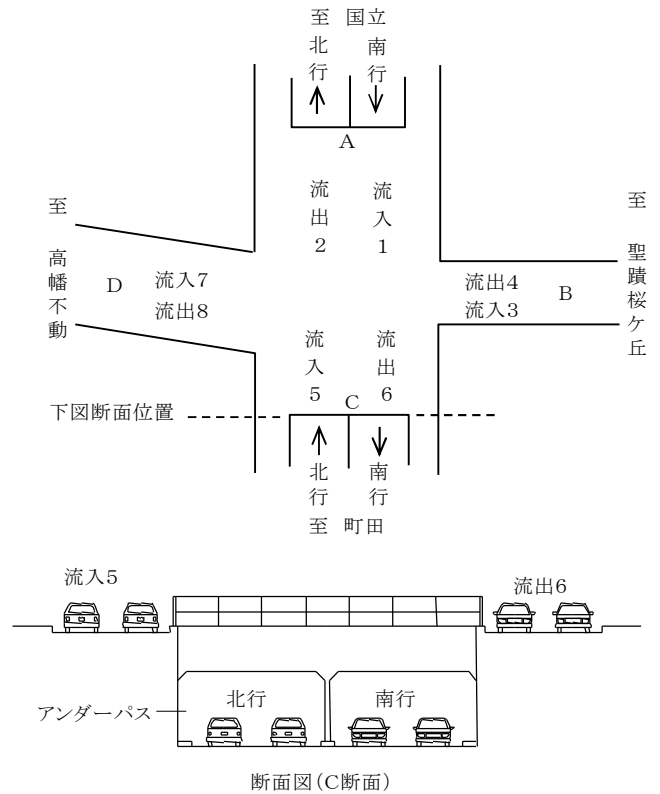 至 国立
北行
南行
A
流出2
流入1
至 高幡不動
D
流入7
流出8
至 聖蹟桜ケ丘
流出4
流入3
B
流入5
流出6
C
下図断面位置
北行
南行
至 町田
流入5
流出6
北行
南行
アンダーパス
断面図(C断面)